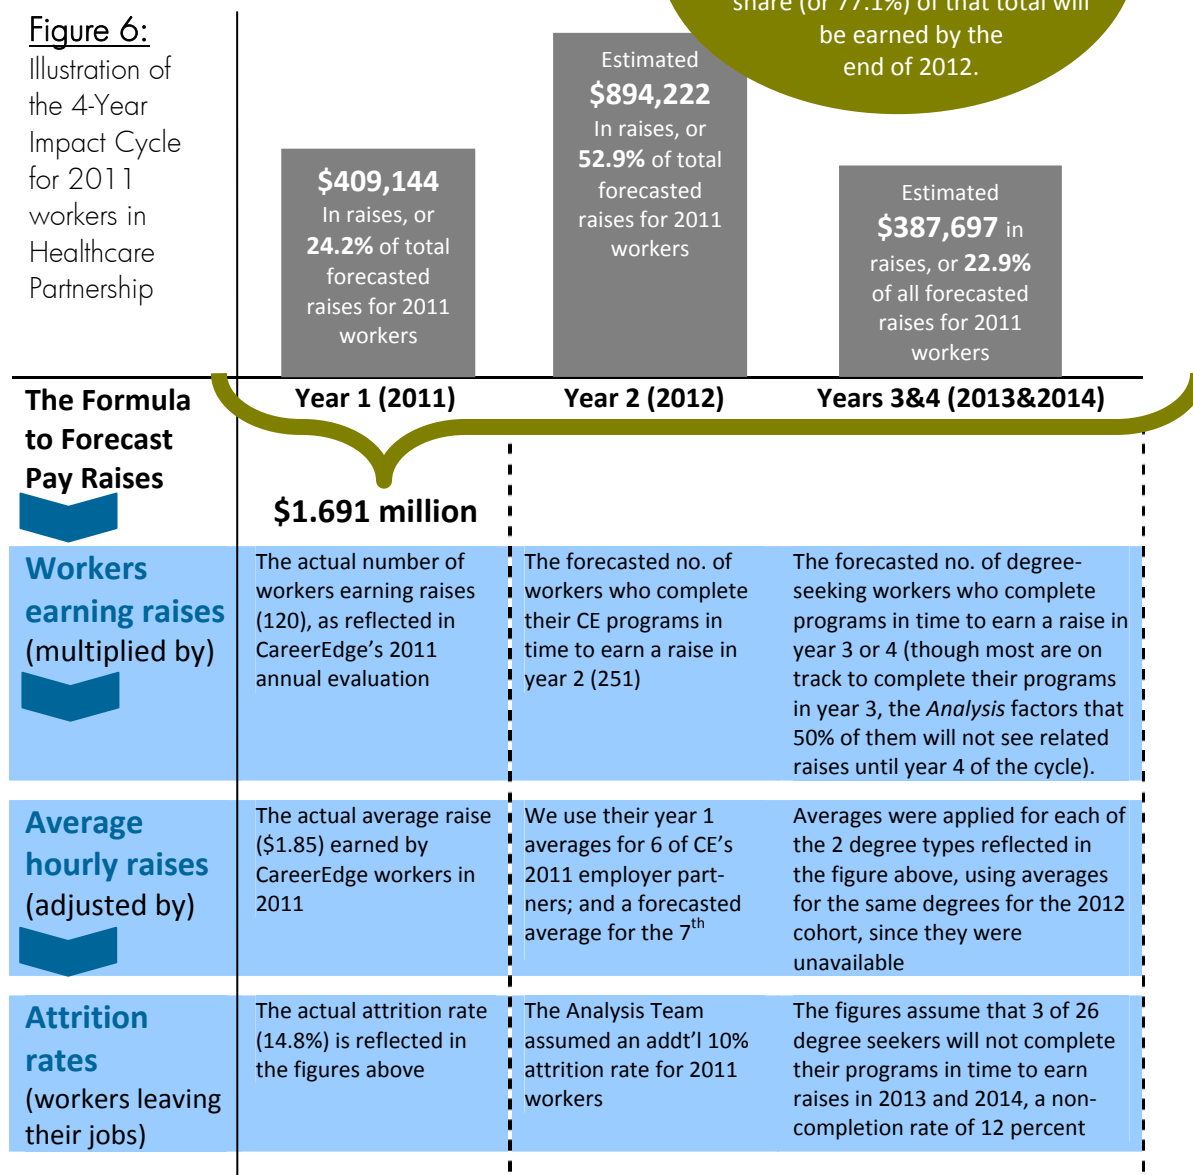 share (or 77.1%) of that total will
be earned by the
end of 2012.
Figure 6:
Illustration of
the 4-Year
Impact Cycle
for 2011
workers in
Healthcare
Partnership
$409,144
In raises, or
24.2% of total
forecasted
raises for 2011
workers
Estimated
$894,222
In raises, or
52.9% of total
forecasted
raises for 2011
workers
Estimated
$387,697 in
raises, or 22.9%
of all forecasted
raises for 2011
workers
The Formula
to Forecast
Pay Raises
Year 1 (2011)
Year 2 (2012)
Years 3&4 (2013&2014)
$1.691 million
Workers
earning raises
(multiplied by)
The actual number of
workers earning raises
(120), as reflected in
CareerEdge's 2011
annual evaluation
The forecasted no. of
workers who complete
their CE programs in
time to earn a raise in
year 2 (251)
The forecasted no. of degree-
seeking workers who complete
programs in time to earn a raise in
year 3 or 4 (though most are on
track to complete their programs
in year 3, the Analysis factors that
50% of them will not see related
raises until year 4 of the cycle).
Average
hourly raises
(adjusted by)
The actual average raise
($1.85) earned by
CareerEdge workers in
2011
We use their year 1
averages for 6 of CE's
2011 employer part-
ners; and a forecasted
average for the 7th
Averages were applied for each of
the 2 degree types reflected in
the figure above, using averages
for the same degrees for the 2012
cohort, since they were
unavailable
Attrition
rates
(workers leaving
their jobs)
The actual attrition rate
(14.8%) is reflected in
the figures above
The Analysis Team
assumed an addt'l 10%
attrition rate for 2011
workers
The figures assume that 3 of 26
degree seekers will not complete
their programs in time to earn
raises in 2013 and 2014, a non-
completion rate of 12 percent